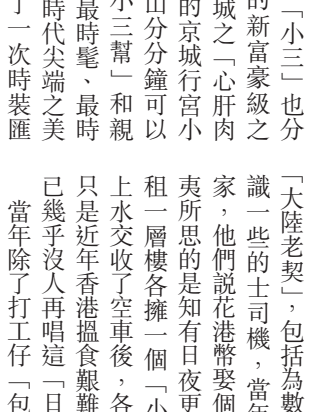 「小三」也分
的新富豪級之
城之「心肝肉
的京城行宮小
山分分鐘可以
小三幫」和親
最時髦、最時
時代尖端之美
了一次時裝匯
「大陸老契」，包括為數
識一些的士司機，當年
家，他們説花港幣娶個
夷所思的是知有日夜更
租一層樓各擁一個「小
上水交收了空車後，各
只是近年香港搵食艱難
已幾乎沒人再唱這「日
當年除了打工仔「包